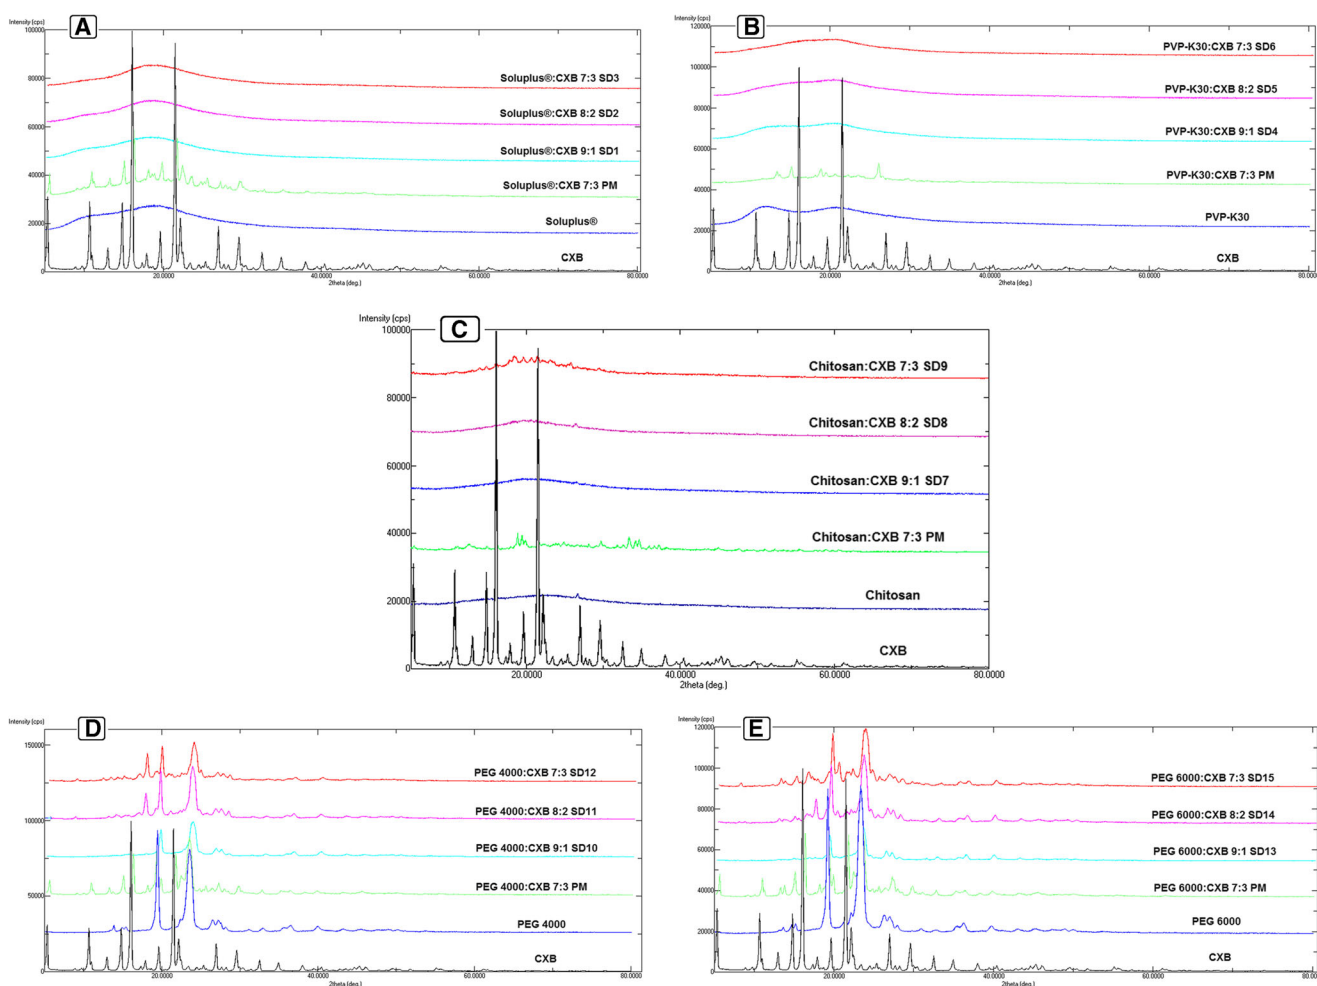 Intensity (cps)
A
100000
80000
60000
40000
20000
0
Soluplus®:CXB 7:3 SD3
Soluplus®:CXB 8:2 SD2
Soluplus®:CXB 9:1 SD1
Soluplus®:CXB 7:3 PM
Soluplus®
CXB
20.0000
40.0000
60.0000
80.0000
2theta (deg.)
Intensity (cps)
B
120000
100000
80000
60000
40000
20000
0
PVP-K30:CXB 7:3 SD6
PVP-K30:CXB 8:2 SD5
PVP-K30:CXB 9:1 SD4
PVP-K30:CXB 7:3 PM
PVP-K30
CXB
20.0000
40.0000
60.0000
80.0000
2theta (deg.)
Intensity (cps)
C
100000
80000
60000
40000
20000
0
Chitosan:CXB 7:3 SD9
Chitosan:CXB 8:2 SD8
Chitosan:CXB 9:1 SD7
Chitosan:CXB 7:3 PM
Chitosan
CXB
20.0000
40.0000
60.0000
80.0000
2theta (deg.)
Intensity (cps)
D
150000
100000
50000
0
PEG 4000:CXB 7:3 SD12
PEG 4000:CXB 8:2 SD11
PEG 4000:CXB 9:1 SD10
PEG 4000:CXB 7:3 PM
PEG 4000
CXB
20.0000
40.0000
60.0000
80.0000
2theta (deg.)
Intensity (cps)
E
120000
100000
80000
60000
40000
20000
0
PEG 6000:CXB 7:3 SD15
PEG 6000:CXB 8:2 SD14
PEG 6000:CXB 9:1 SD13
PEG 6000:CXB 7:3 PM
PEG 6000
CXB
20.0000
40.0000
60.0000
80.0000
2theta (deg.)